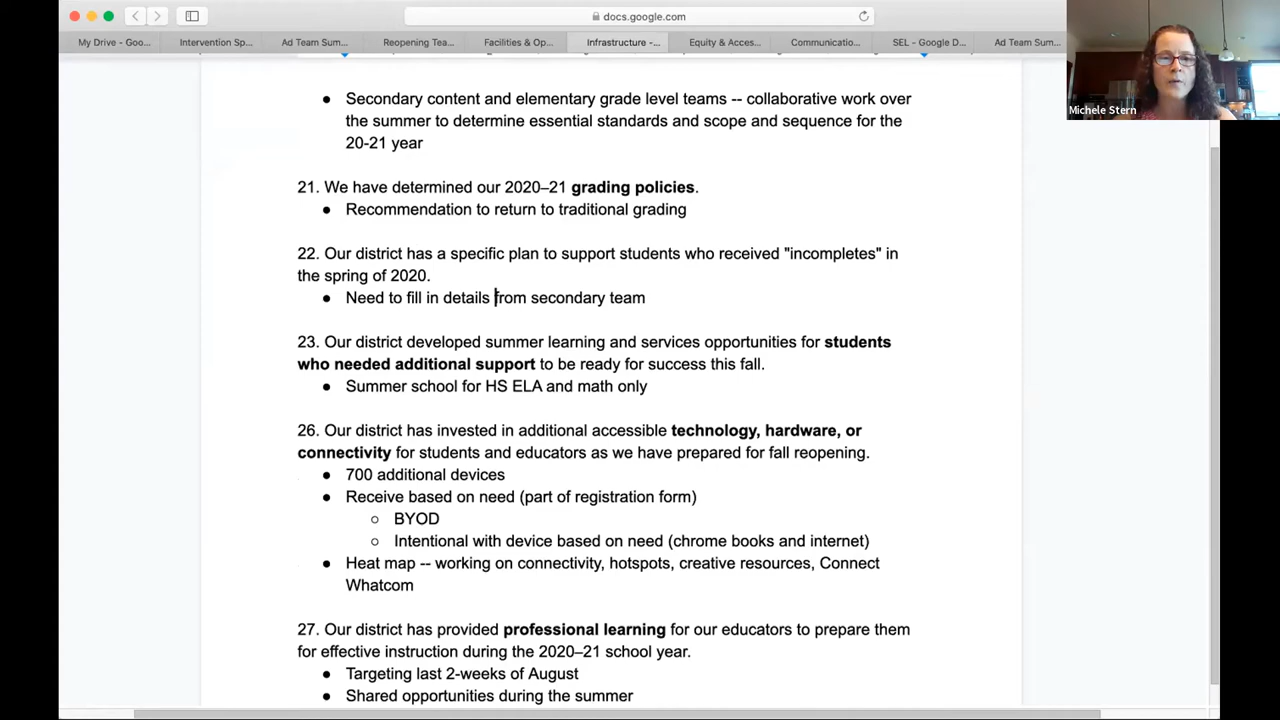 docs.google.com
My Drive - Goo...
Intervention Sp...
Ad Team Sum...
Reopening Tea...
Facilities & Op...
Infrastructure -...
Equity & Acces...
Communicatio...
SEL - Google D...
Ad Team Sum...
Michele Stern
● Secondary content and elementary grade level teams -- collaborative work over
the summer to determine essential standards and scope and sequence for the
20-21 year
21. We have determined our 2020–21 grading policies.
● Recommendation to return to traditional grading
22. Our district has a specific plan to support students who received "incompletes" in
the spring of 2020.
● Need to fill in details from secondary team
23. Our district developed summer learning and services opportunities for students
who needed additional support to be ready for success this fall.
● Summer school for HS ELA and math only
26. Our district has invested in additional accessible technology, hardware, or
connectivity for students and educators as we have prepared for fall reopening.
● 700 additional devices
● Receive based on need (part of registration form)
○ BYOD
○ Intentional with device based on need (chrome books and internet)
● Heat map -- working on connectivity, hotspots, creative resources, Connect
Whatcom
27. Our district has provided professional learning for our educators to prepare them
for effective instruction during the 2020–21 school year.
● Targeting last 2-weeks of August
● Shared opportunities during the summer